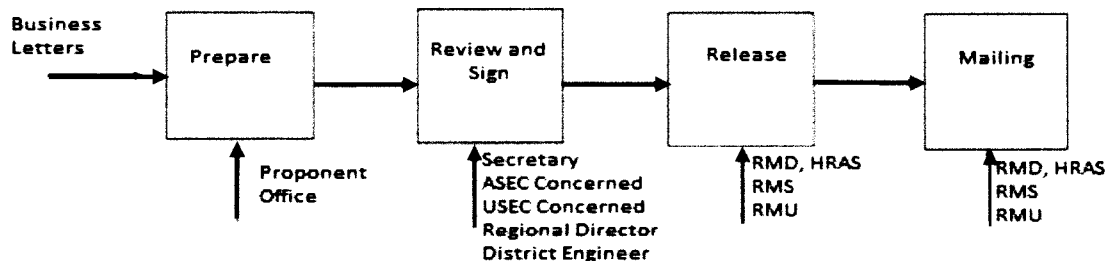 Business
Letters
Prepare
Review and
Sign
Release
Mailing
Proponent
Office
Secretary
ASEC Concerned
USEC Concerned
Regional Director
District Engineer
RMD, HRAS
RMS
RMU
RMD, HRAS
RMS
RMU